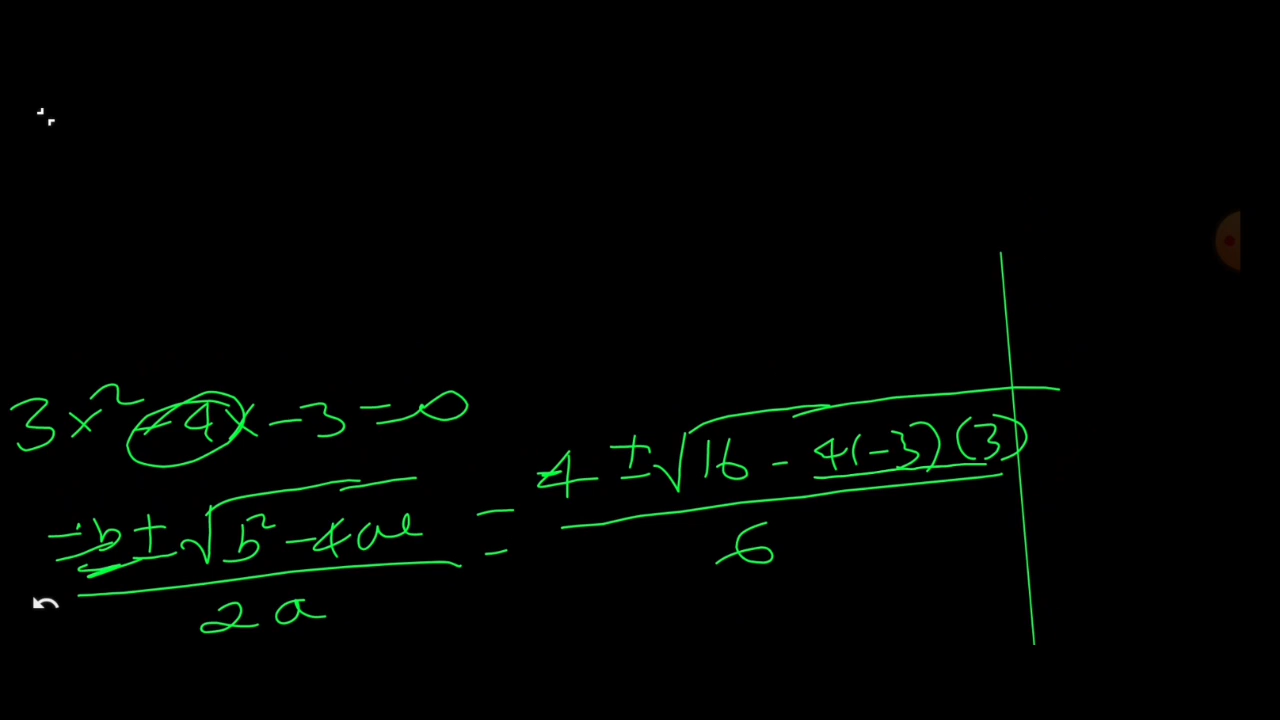 3x² -4x - 3 = 0
(-b ± √(b² - 4ac))/(2a) = (4 ± √(16 - 4(-3)(3)))/6